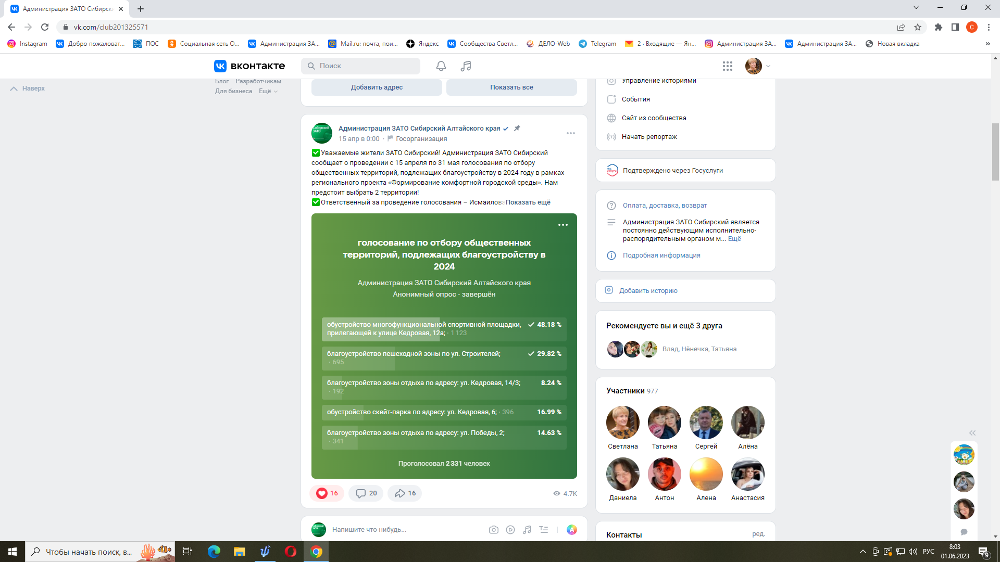 Администрация ЗАТО Сибирск
vk.com/club201325571
С
Instagram
Добро пожаловат...
ПОС
Социальная сеть О...
Администрация ЗА...
Mail.ru: почта, пои...
Яндекс
Сообщества Светл...
ДЕЛО-Web
Telegram
2 · Входящие — Ян...
Администрация ЗА...
Администрация ЗА...
Новая вкладка
»
вконтакте
Поиск
Наверх
Блог Разработчикам
Для бизнеса Ещё
Добавить адрес
Показать все
Администрация ЗАТО Сибирский Алтайского края
15 апр в 0:00 · Госорганизация
Уважаемые жители ЗАТО Сибирский! Администрация ЗАТО Сибирский
сообщает о проведении с 15 апреля по 31 мая голосования по отбору
общественных территорий, подлежащих благоустройству в 2024 году в рамках
регионального проекта «Формирование комфортной городской среды». Нам
предстоит выбрать 2 территории!
Ответственный за проведение голосования – Исмаилова Показать ещё
голосование по отбору общественных
территорий, подлежащих благоустройству в
2024
Администрация ЗАТО Сибирский Алтайского края
Анонимный опрос · завершён
обустройство многофункциональной спортивной площадки,
прилегающей к улице Кедровая, 12а; · 1 123
48.18 %
благоустройство пешеходной зоны по ул. Строителей;
· 695
29.82 %
благоустройство зоны отдыха по адресу: ул. Кедровая, 14/3;
· 192
8.24 %
обустройство скейт-парка по адресу: ул. Кедровая, 6; · 396
16.99 %
благоустройство зоны отдыха по адресу: ул. Победы, 2;
· 341
14.63 %
Проголосовал 2 331 человек
16
20
16
4.7K
Напишите что-нибудь...
Управление историями
События
Сайт из сообщества
Начать репортаж
Подтверждено через Госуслуги
Оплата, доставка, возврат
Администрация ЗАТО Сибирский является
постоянно действующим исполнительно-
распорядительным органом м... Ещё
Подробная информация
Добавить историю
Рекомендуете вы и ещё 3 друга
Влад, Нёнечка, Татьяна
Участники 977
Светлана
Татьяна
Сергей
Алёна
Даниела
Антон
Алена
Анастасия
Контакты
ред.
Чтобы начать поиск, в...
РУС
8:03
01.06.2023
9